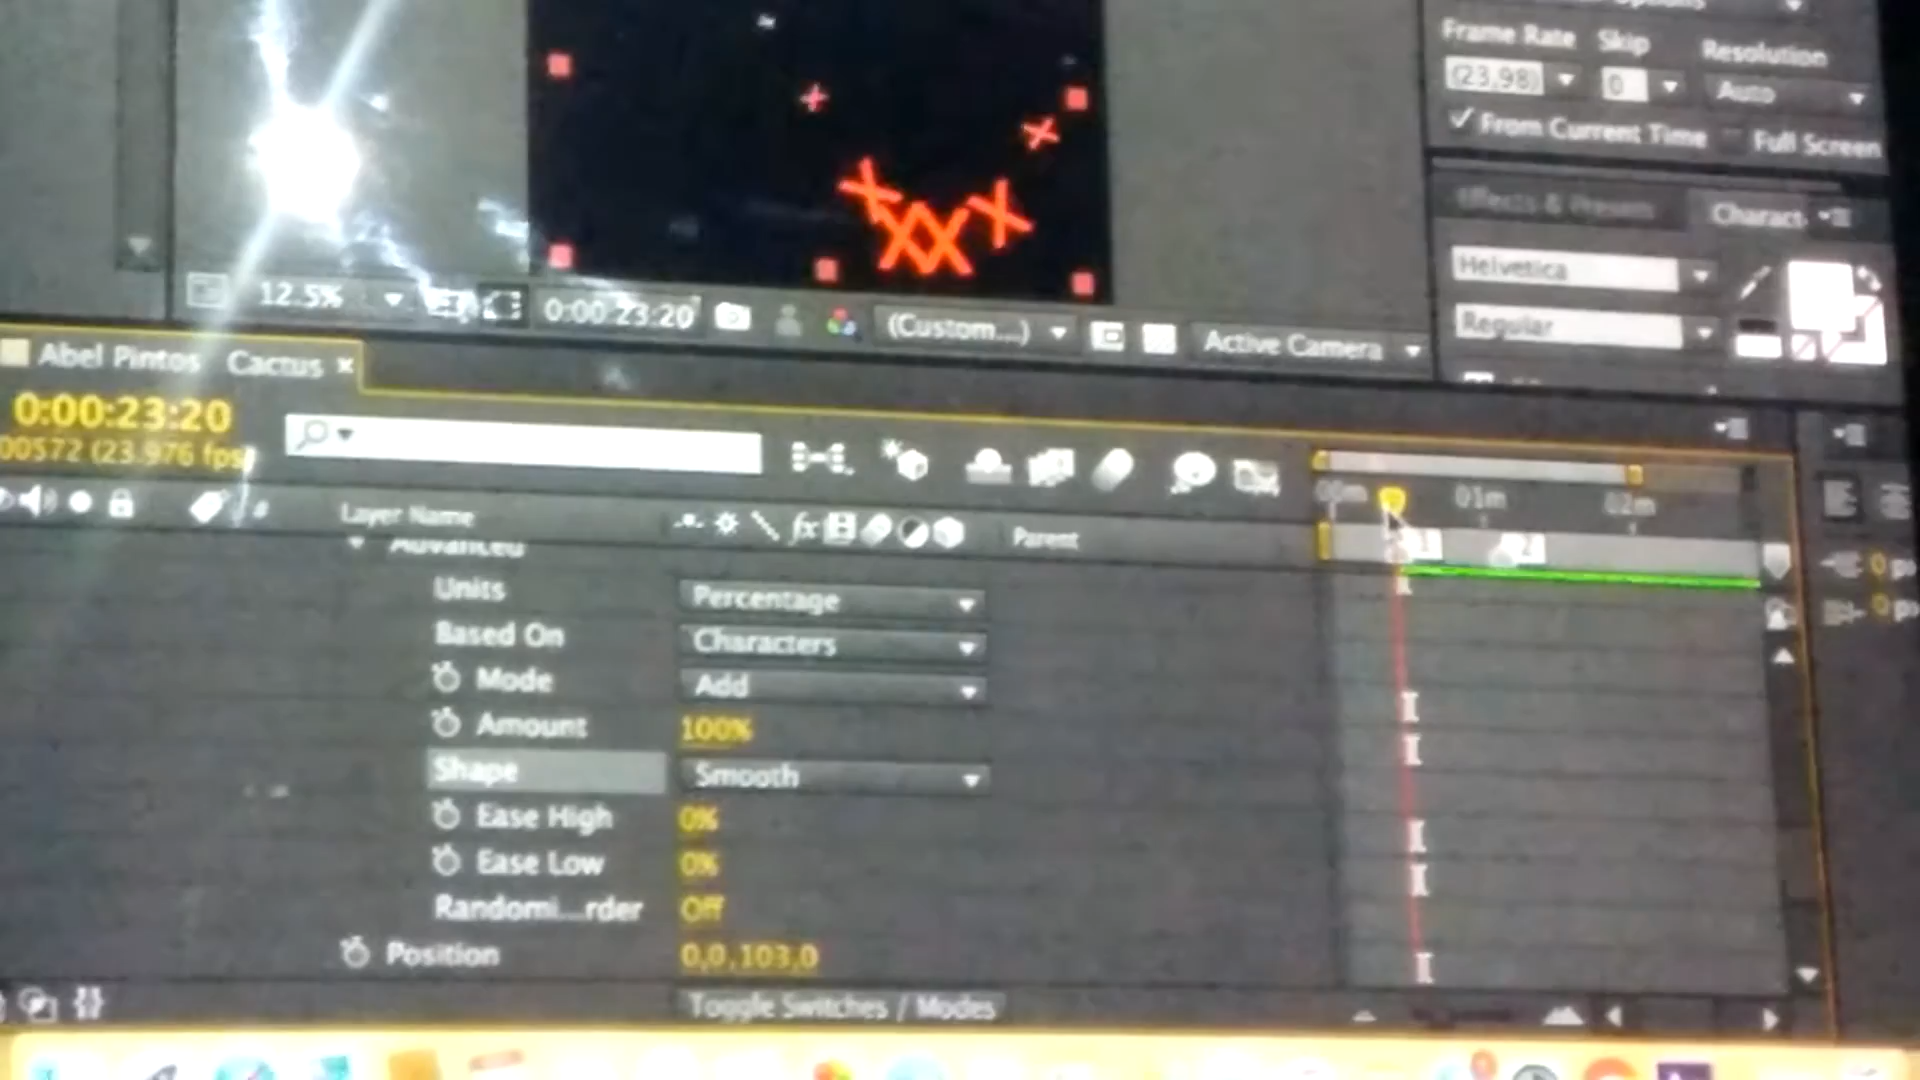 Frame Rate Skip Resolution
(23,98) 0 Auto
From Current Time Full Screen
Effects & Presets Charact
Helvetica
Regular
12.5% 0:00:23:20 (Custom...) Active Camera
Abel Pintos Cactus x
0:00:23:20
00572 (23.976 fps)
00m 01m 02m
# Layer Name fx Parent
Advanced
Units Percentage
Based On Characters
Mode Add
Amount 100%
Shape Smooth
Ease High 0%
Ease Low 0%
Randomi...rder Off
Position 0,0,103,0
Toggle Switches / Modes
0 p
0 p